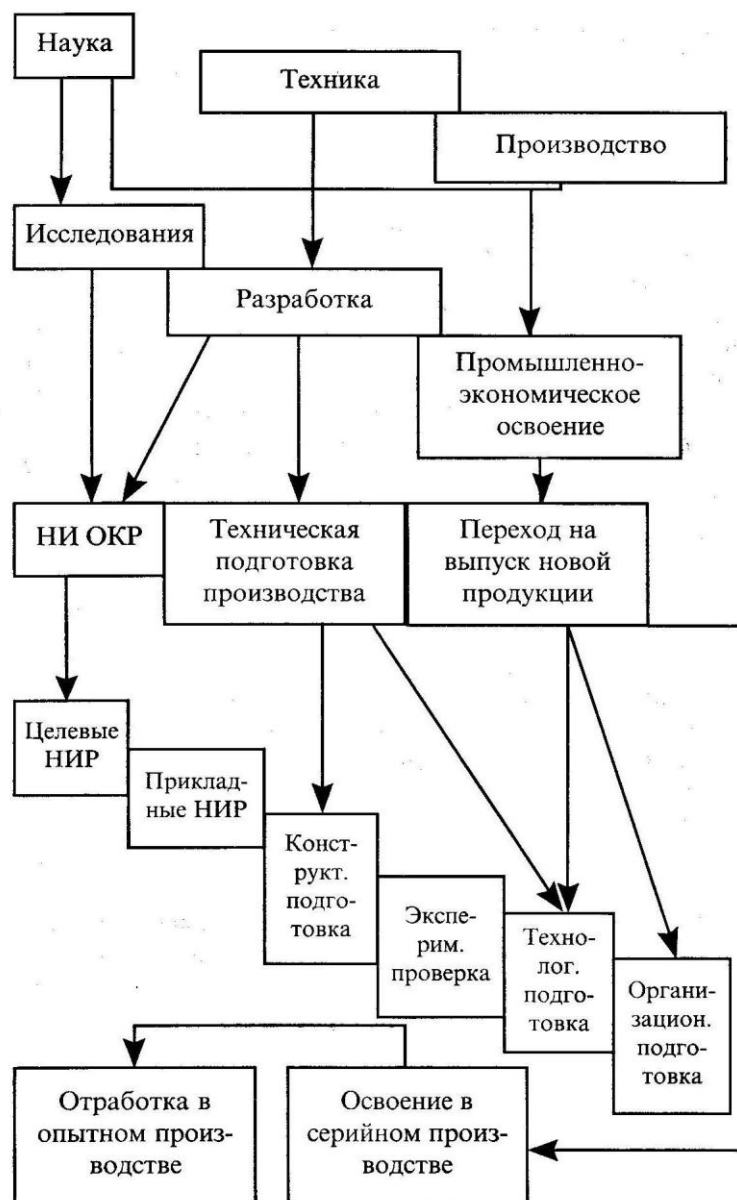 Наука
Техника
Производство
Исследования
Разработка
Промышленно-
экономическое
освоение
НИ ОКР
Техническая
подготовка
производства
Переход на
выпуск новой
продукции
Целевые
НИР
Приклад-
ные НИР
Конст-
рукт.
подго-
товка
Экспе-
рим.
проверка
Техно-
лог.
подго-
товка
Органи-
зацион.
подго-
товка
Отработка в
опытном произ-
водстве
Освоение в
серийном произ-
водстве